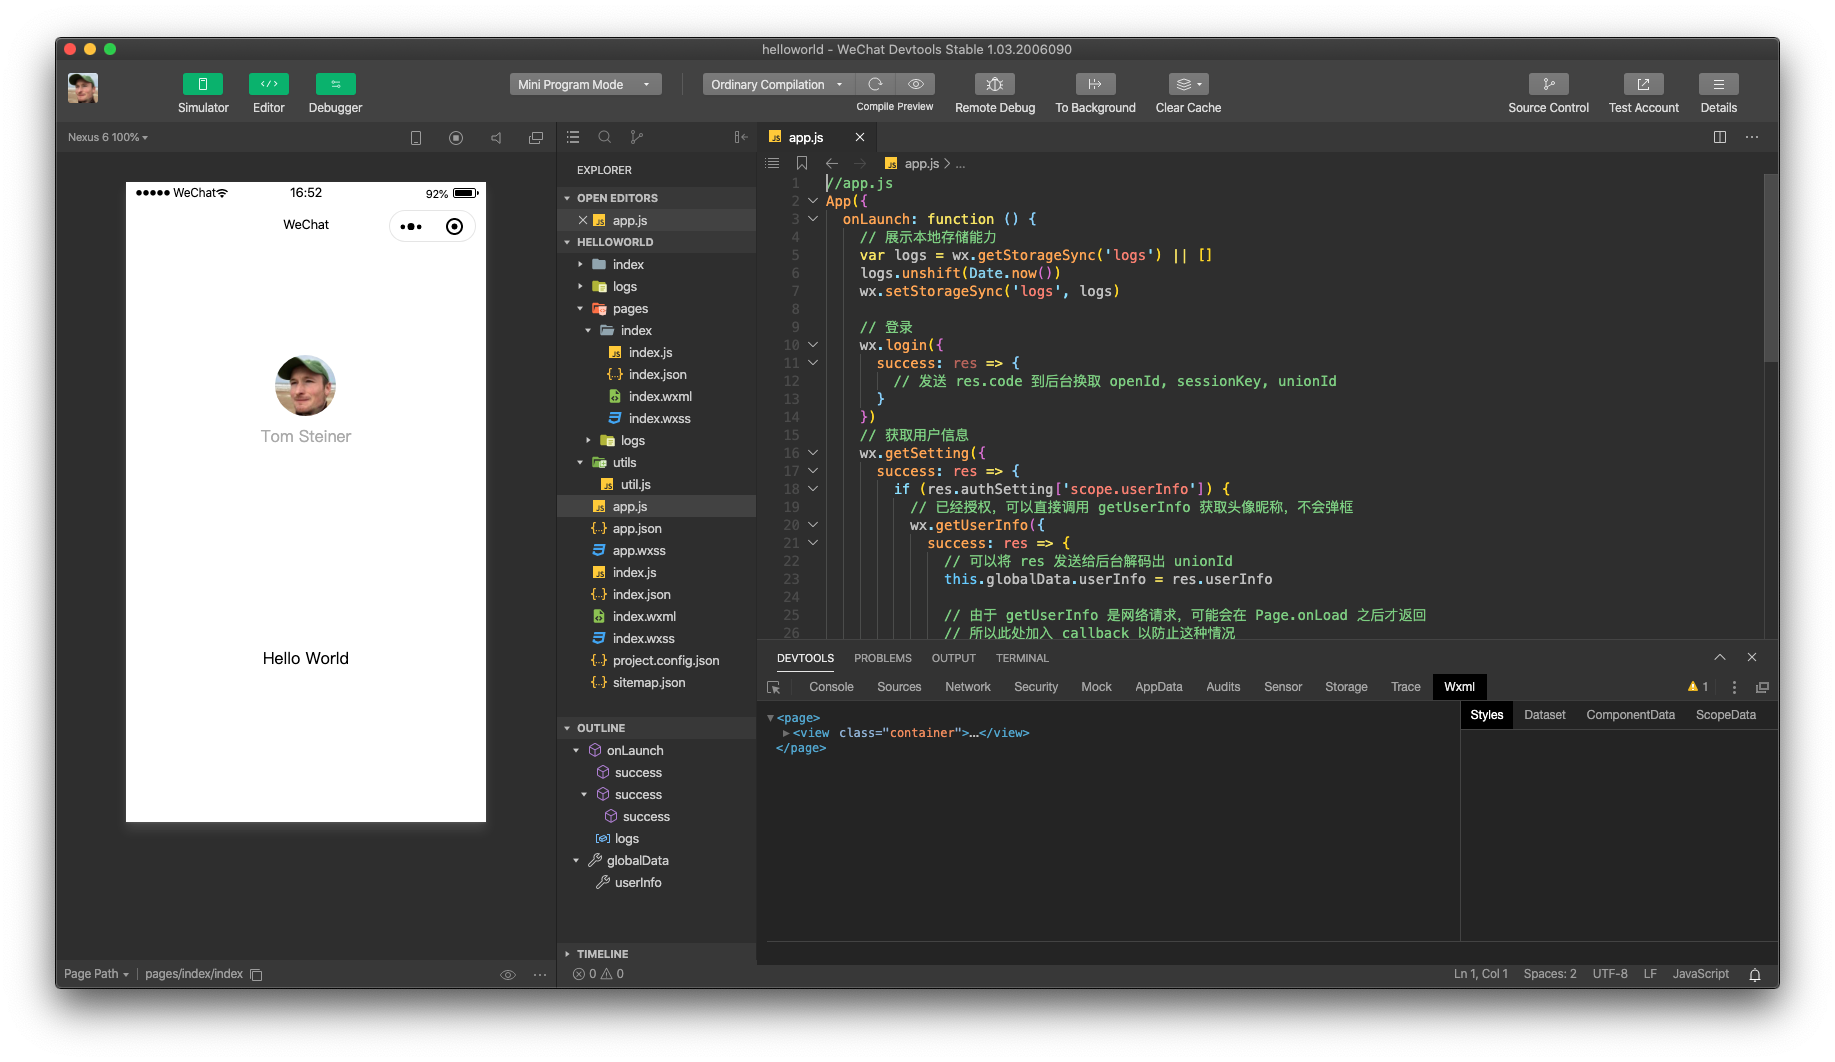 helloworld - WeChat Devtools Stable 1.03.2006090
Simulator
Editor
Debugger
Mini Program Mode
Ordinary Compilation
Compile Preview
Remote Debug
To Background
Clear Cache
Source Control
Test Account
Details
Nexus 6 100%
WeChat
16:52
92%
WeChat
Tom Steiner
Hello World
Page Path
pages/index/index
EXPLORER
OPEN EDITORS
app.js
HELLOWORLD
index
logs
pages
index
index.js
index.json
index.wxml
index.wxss
logs
utils
util.js
app.js
app.json
app.wxss
index.js
index.json
index.wxml
index.wxss
project.config.json
sitemap.json
OUTLINE
onLaunch
success
success
success
logs
globalData
userInfo
TIMELINE
0 0
app.js
app.js > ...
1 //app.js
2 App({
3 onLaunch: function () {
4 // 展示本地存储能力
5 var logs = wx.getStorageSync('logs') || []
6 logs.unshift(Date.now())
7 wx.setStorageSync('logs', logs)
8
9 // 登录
10 wx.login({
11 success: res => {
12 // 发送 res.code 到后台换取 openId, sessionKey, unionId
13 }
14 })
15 // 获取用户信息
16 wx.getSetting({
17 success: res => {
18 if (res.authSetting['scope.userInfo']) {
19 // 已经授权，可以直接调用 getUserInfo 获取头像昵称，不会弹框
20 wx.getUserInfo({
21 success: res => {
22 // 可以将 res 发送给后台解码出 unionId
23 this.globalData.userInfo = res.userInfo
24
25 // 由于 getUserInfo 是网络请求，可能会在 Page.onLoad 之后才返回
26 // 所以此处加入 callback 以防止这种情况
DEVTOOLS
PROBLEMS
OUTPUT
TERMINAL
Console
Sources
Network
Security
Mock
AppData
Audits
Sensor
Storage
Trace
Wxml
1
<page>
<view class="container">…</view>
</page>
Styles
Dataset
ComponentData
ScopeData
Ln 1, Col 1
Spaces: 2
UTF-8
LF
JavaScript